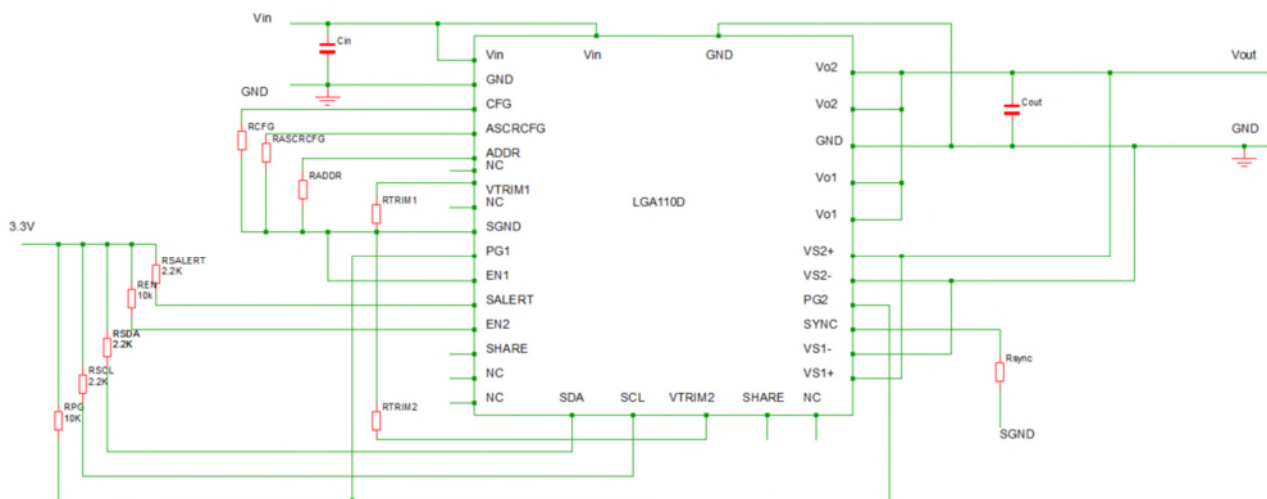 Vin
Cin
GND
Vin
Vin
GND
GND
CFG
ASCRCFG
ADDR
NC
VTRIM1
NC
SGND
PG1
EN1
SALERT
EN2
SHARE
NC
NC
SDA
SCL
VTRIM2
SHARE
NC
LGA110D
Vo2
Vo2
GND
Vo1
Vo1
VS2+
VS2-
PG2
SYNC
VS1-
VS1+
Vout
Cout
GND
Rsync
SGND
RCFG
RASCRCFG
RADDR
RTRIM1
RTRIM2
3.3V
RSALERT
2.2K
REN
10k
RSDA
2.2K
RSCL
2.2K
RPG
10K